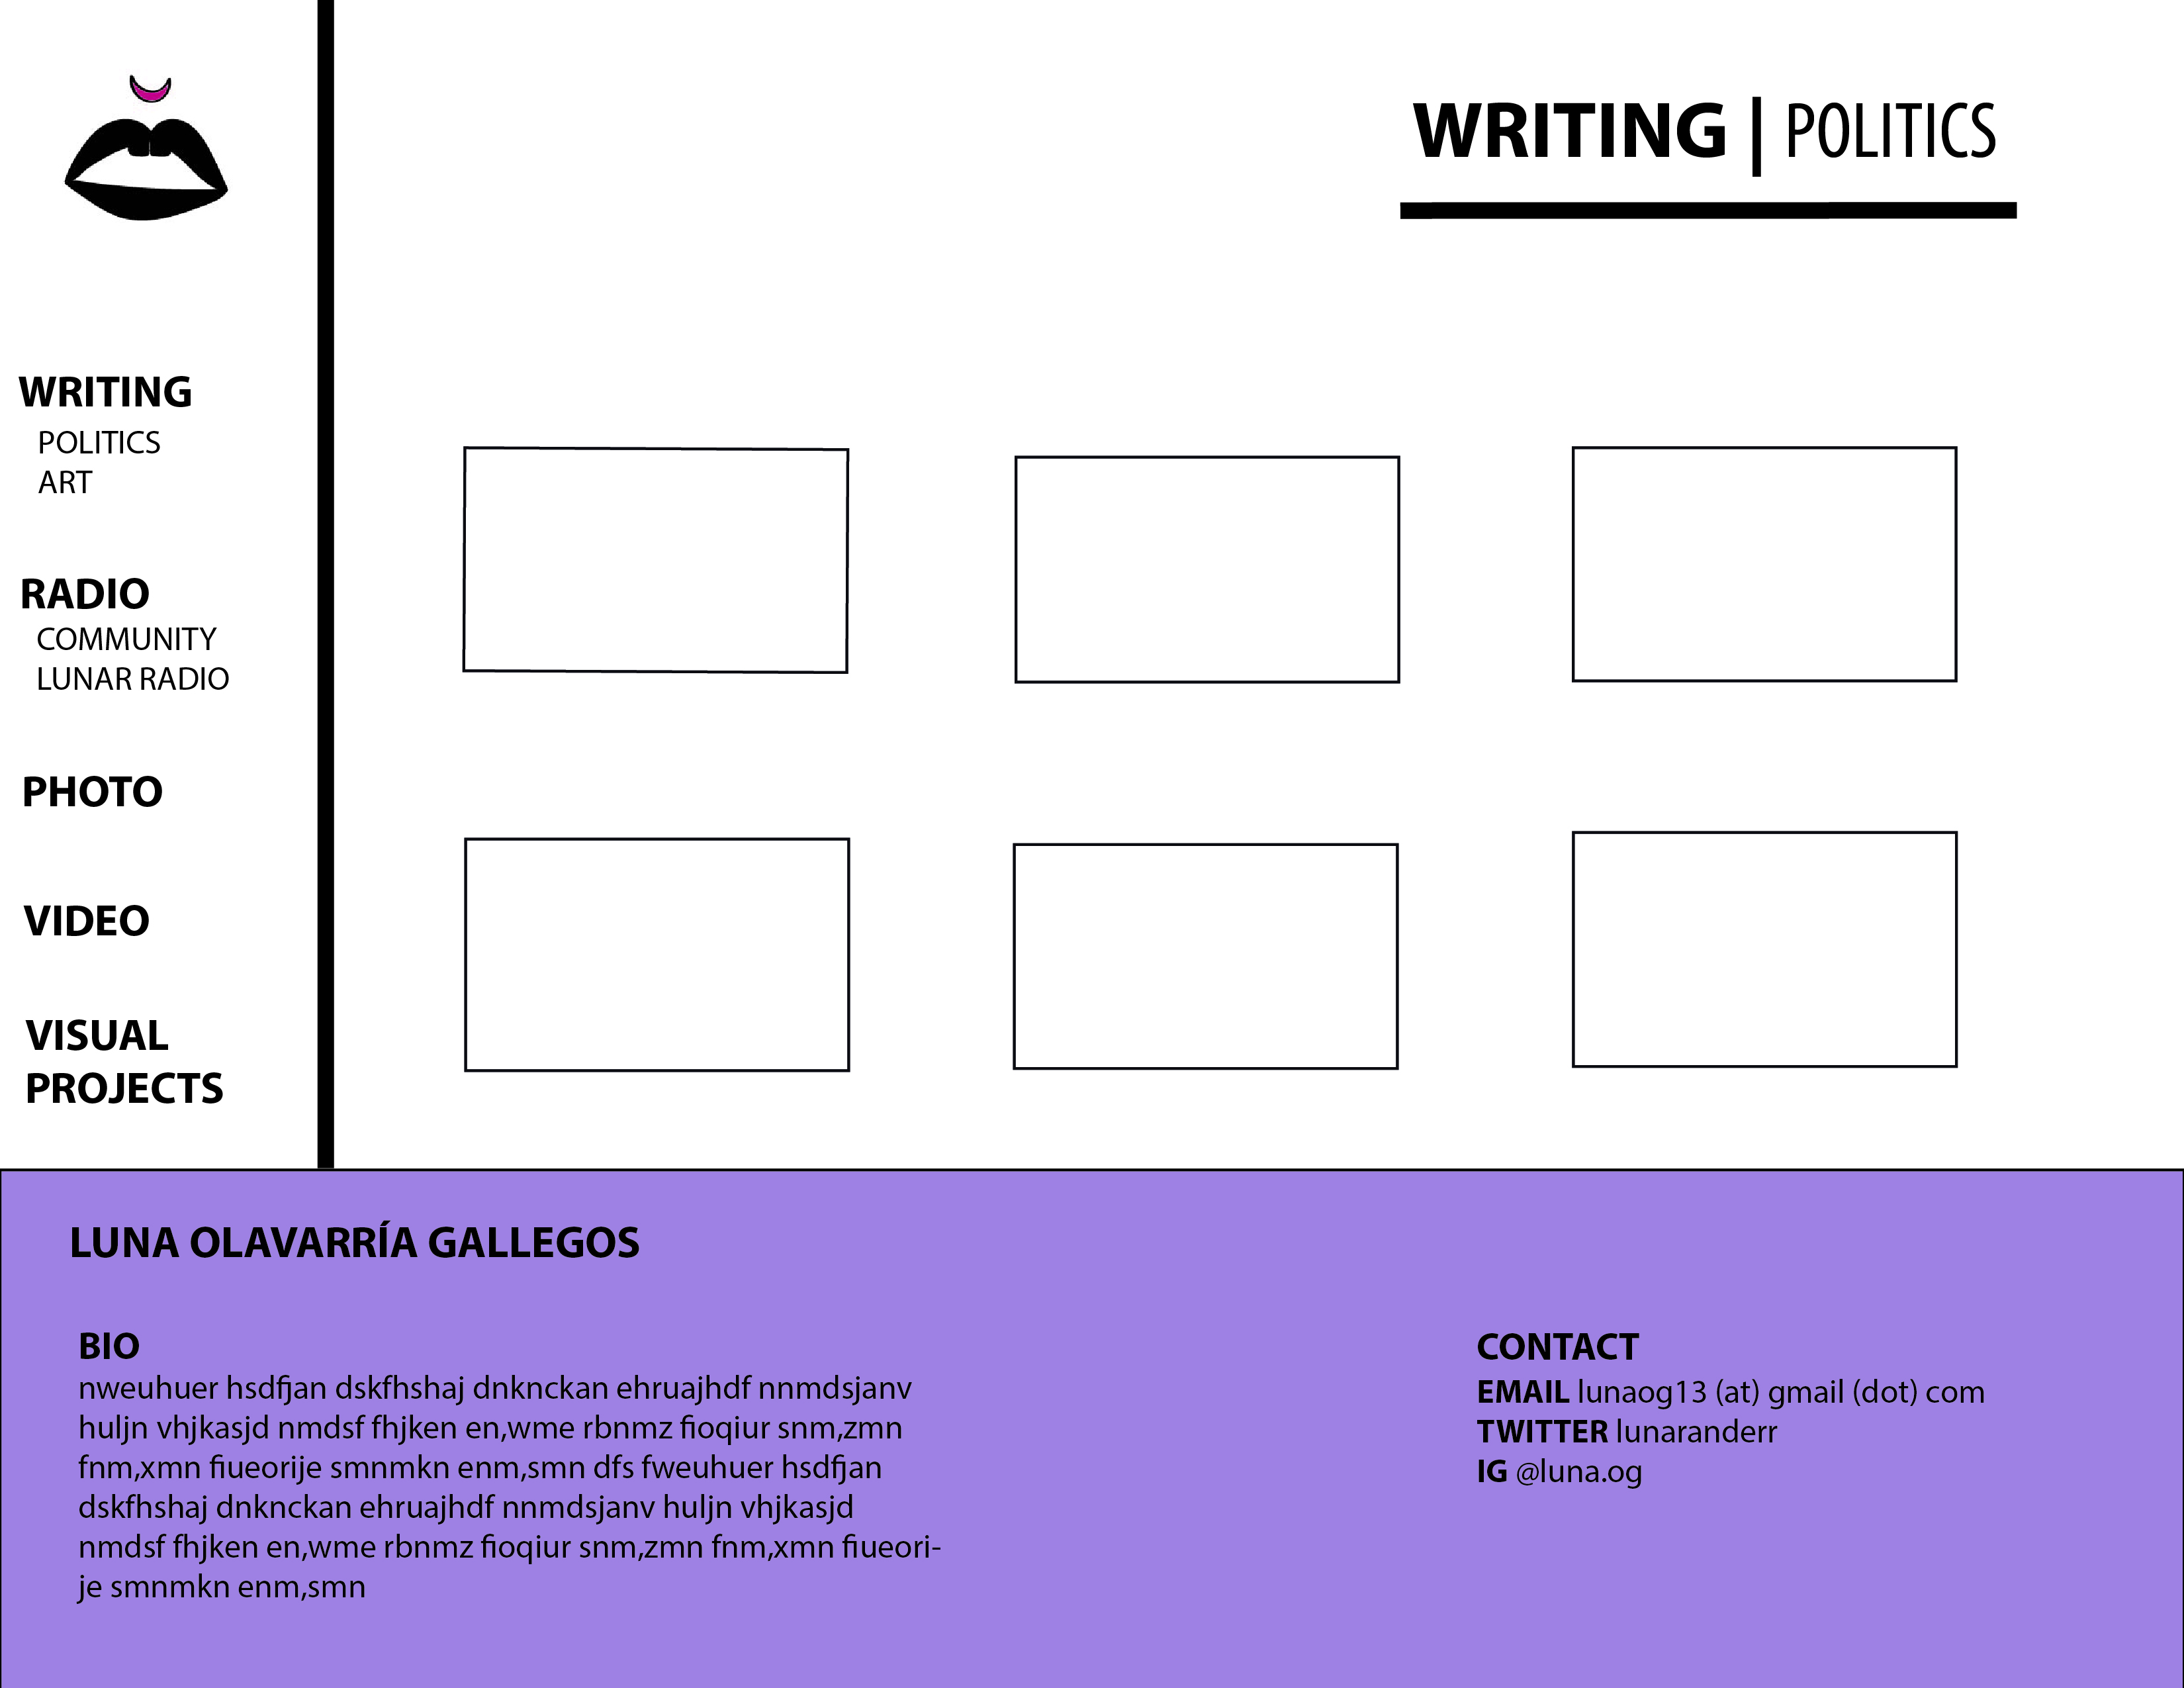 WRITING | POLITICS
WRITING
POLITICS
ART
RADIO
COMMUNITY
LUNAR RADIO
PHOTO
VIDEO
VISUAL
PROJECTS
LUNA OLAVARRÍA GALLEGOS
BIO
nweuhuer hsdfjan dskfhshaj dnknckan ehruajhdf nnmdsjanv
huljn vhjkasjd nmdsf fhjken en,wme rbnmz fioqiur snm,zmn
fnm,xmn fiueorije smnmkn enm,smn dfs fweuhuer hsdfjan
dskfhshaj dnknckan ehruajhdf nnmdsjanv huljn vhjkasjd
nmdsf fhjken en,wme rbnmz fioqiur snm,zmn fnm,xmn fiueori-
je smnmkn enm,smn
CONTACT
EMAIL lunaog13 (at) gmail (dot) com
TWITTER lunaranderr
IG @luna.og